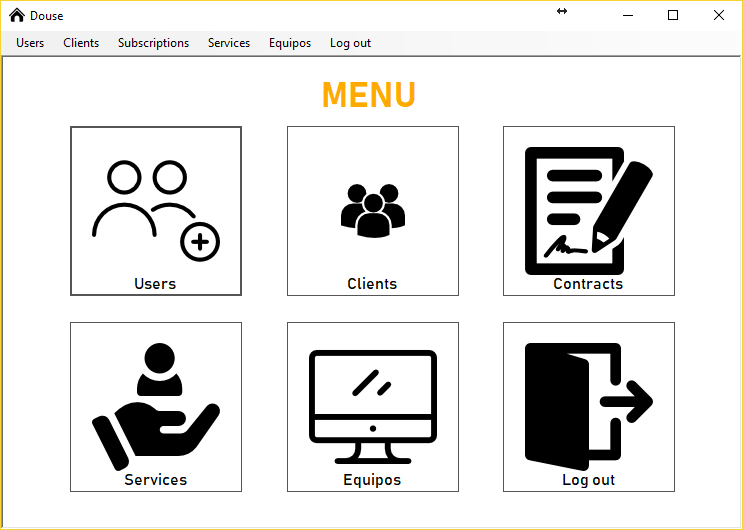 Douse
Users Clients Subscriptions Services Equipos Log out
MENU
Users Clients Contracts
Services Equipos Log out